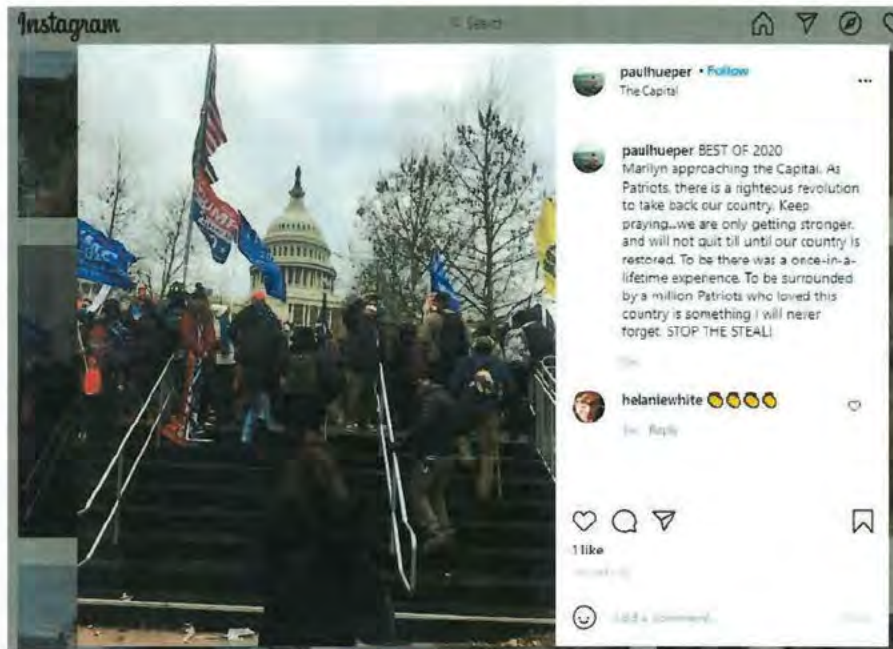 Instagram
Search
TRUMP
paulhueper • Follow
The Capital
paulhueper BEST OF 2020
Marilyn approaching the Capital. As
Patriots, there is a righteous revolution
to take back our country. Keep
praying...we are only getting stronger,
and will not quit till until our country is
restored. To be there was a once-in-a-
lifetime experience. To be surrounded
by a million Patriots who loved this
country is something I will never
forget. STOP THE STEAL!
helaniewhite 👏👏👏👏
Reply
1 like
Add a comment...